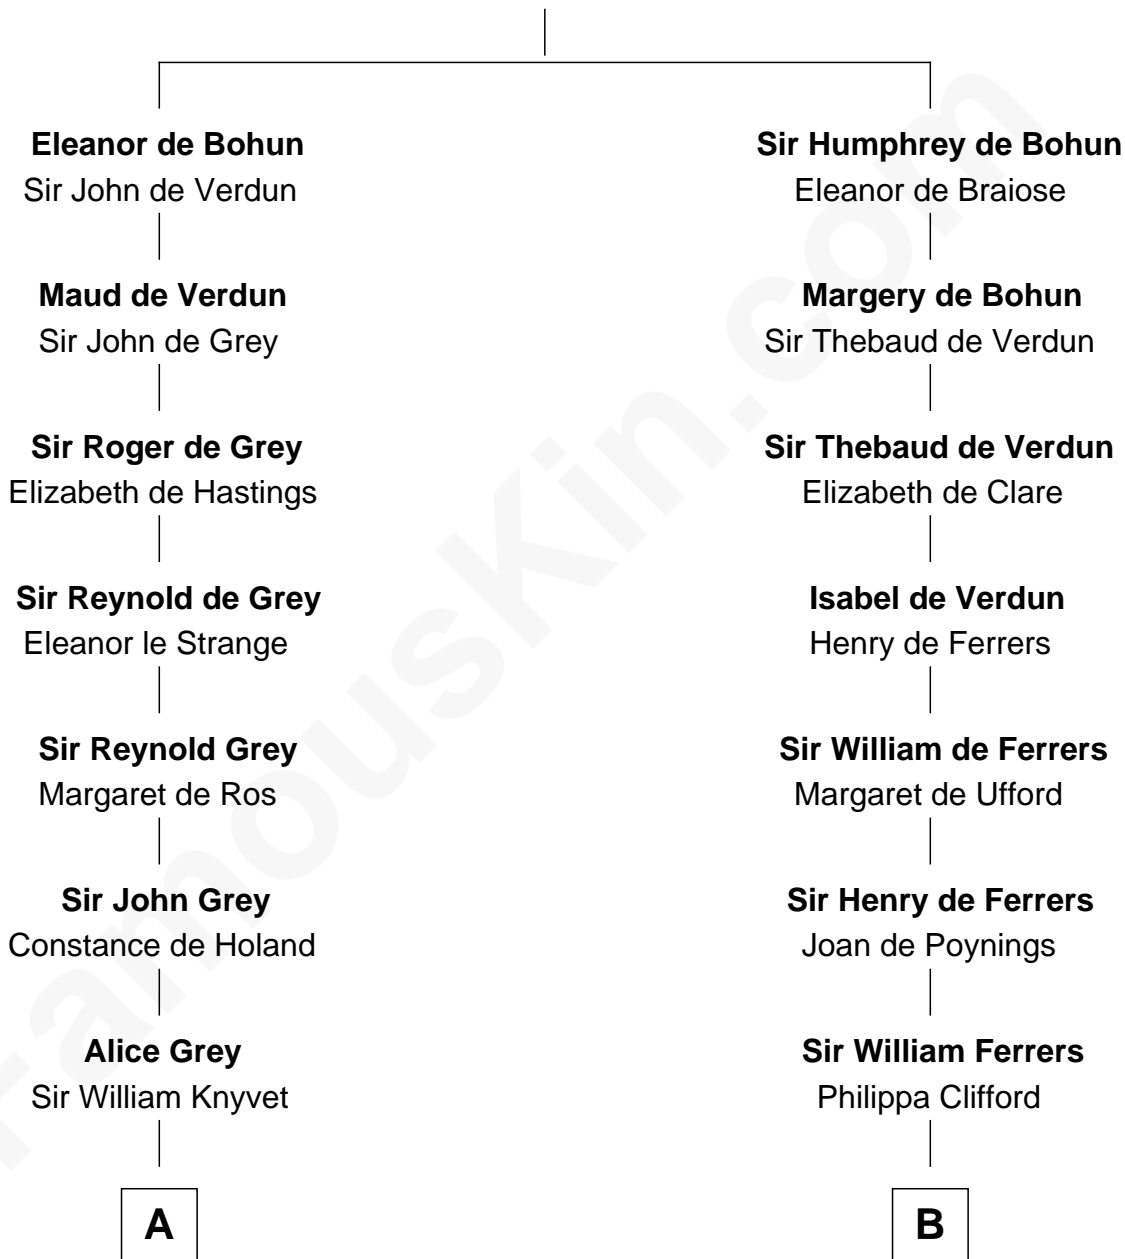 Eleanor de Bohun
Sir John de Verdun
Maud de Verdun
Sir John de Grey
Sir Roger de Grey
Elizabeth de Hastings
Sir Reynold de Grey
Eleanor le Strange
Sir Reynold Grey
Margaret de Ros
Sir John Grey
Constance de Holand
Alice Grey
Sir William Knyvet
A
Sir Humphrey de Bohun
Eleanor de Braiose
Margery de Bohun
Sir Thebaud de Verdun
Sir Thebaud de Verdun
Elizabeth de Clare
Isabel de Verdun
Henry de Ferrers
Sir William de Ferrers
Margaret de Ufford
Sir Henry de Ferrers
Joan de Poynings
Sir William Ferrers
Philippa Clifford
B
FamousKin.com